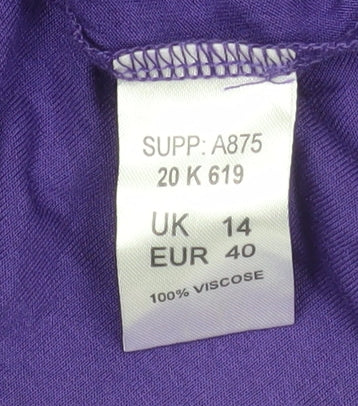 SUPP: A875
20 K 619
UK 14
EUR 40
100% VISCOSE